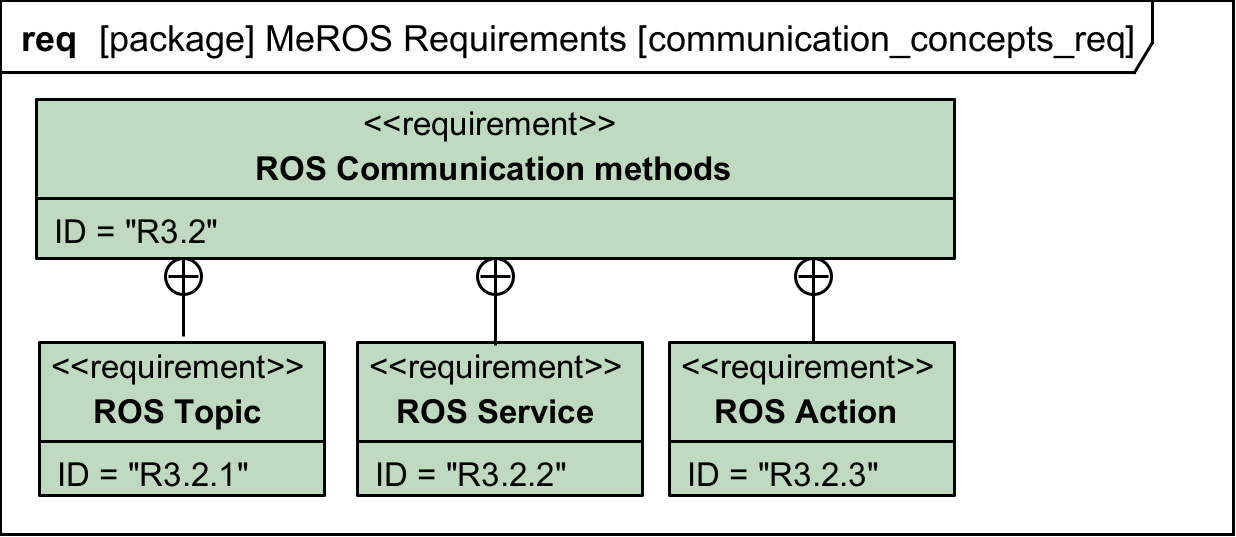 req [package] MeROS Requirements [communication_concepts_req]
<<requirement>>
ROS Communication methods
ID = "R3.2"
<<requirement>>
ROS Topic
ID = "R3.2.1"
<<requirement>>
ROS Service
ID = "R3.2.2"
<<requirement>>
ROS Action
ID = "R3.2.3"